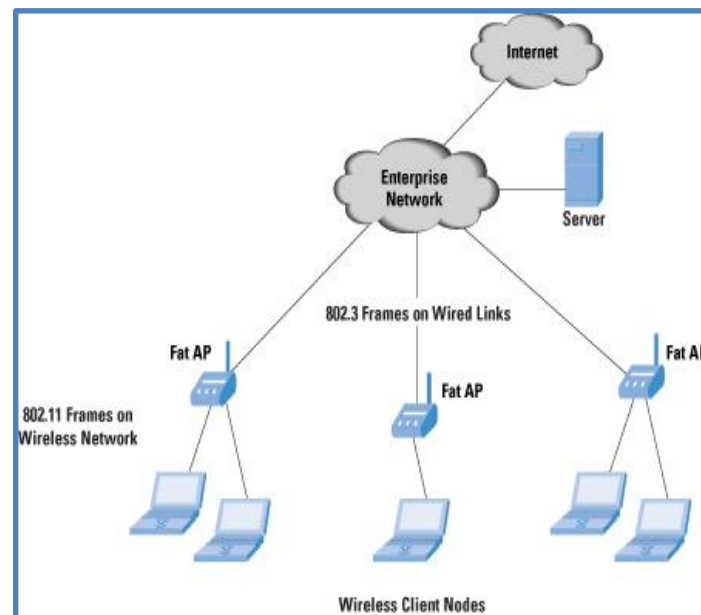 Internet
Enterprise
Network
Server
802.3 Frames on Wired Links
Fat AP
Fat AP
Fat A
802.11 Frames on
Wireless Network
Wireless Client Nodes